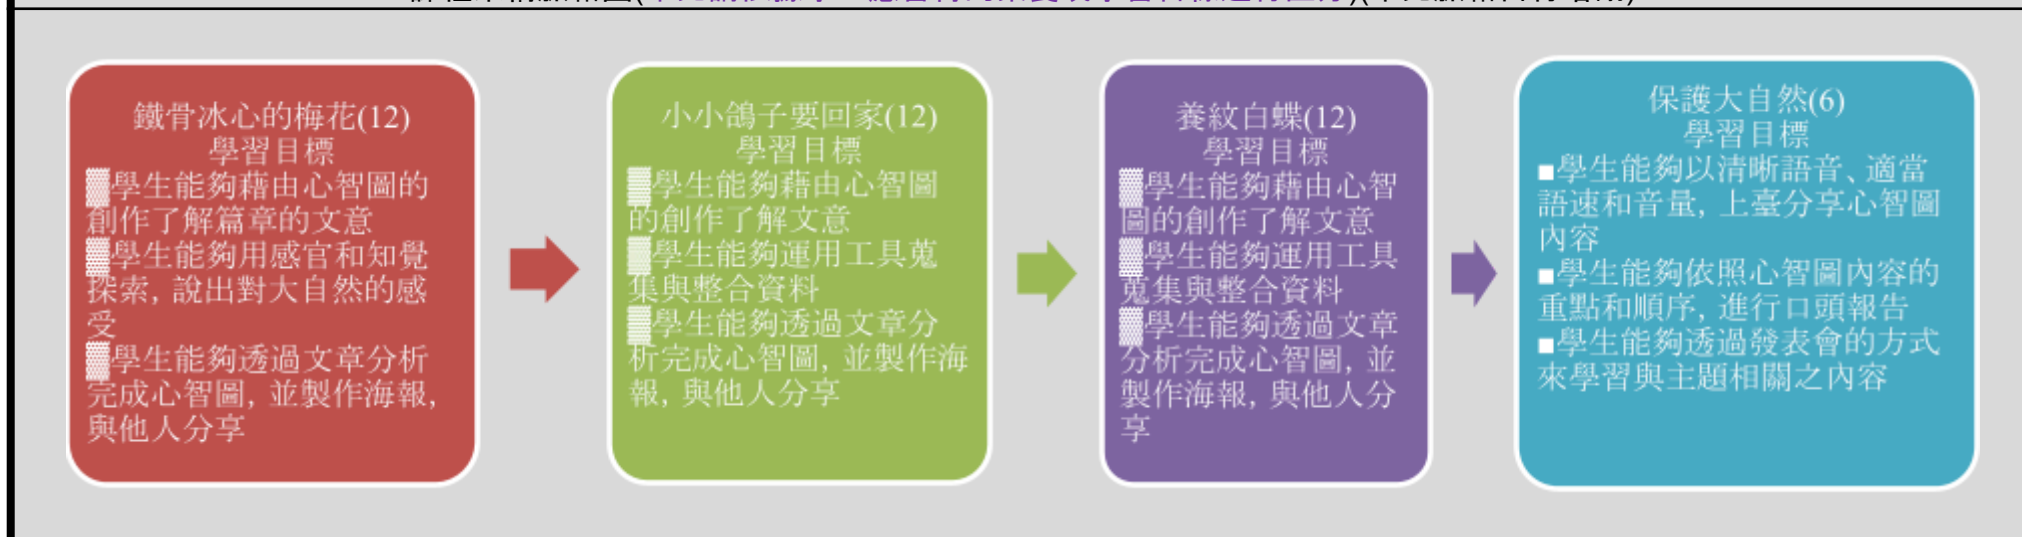 鐵骨冰心的梅花(12)
學習目標
▓學生能夠藉由心智圖的
創作了解篇章的文意
▓學生能夠用感官和知覺
探索, 說出對大自然的感
受
▓學生能夠透過文章分析
完成心智圖, 並製作海報,
與他人分享
小小鴿子要回家(12)
學習目標
▓學生能夠藉由心智圖
的創作了解文意
▓學生能夠運用工具蒐
集與整合資料
▓學生能夠透過文章分
析完成心智圖, 並製作海
報, 與他人分享
養紋白蝶(12)
學習目標
▓學生能夠藉由心智
圖的創作了解文意
▓學生能夠運用工具
蒐集與整合資料
▓學生能夠透過文章
分析完成心智圖, 並
製作海報, 與他人分
享
保護大自然(6)
學習目標
■學生能夠以清晰語音、適當
語速和音量, 上臺分享心智圖
內容
■學生能夠依照心智圖內容的
重點和順序, 進行口頭報告
■學生能夠透過發表會的方式
來學習與主題相關之內容